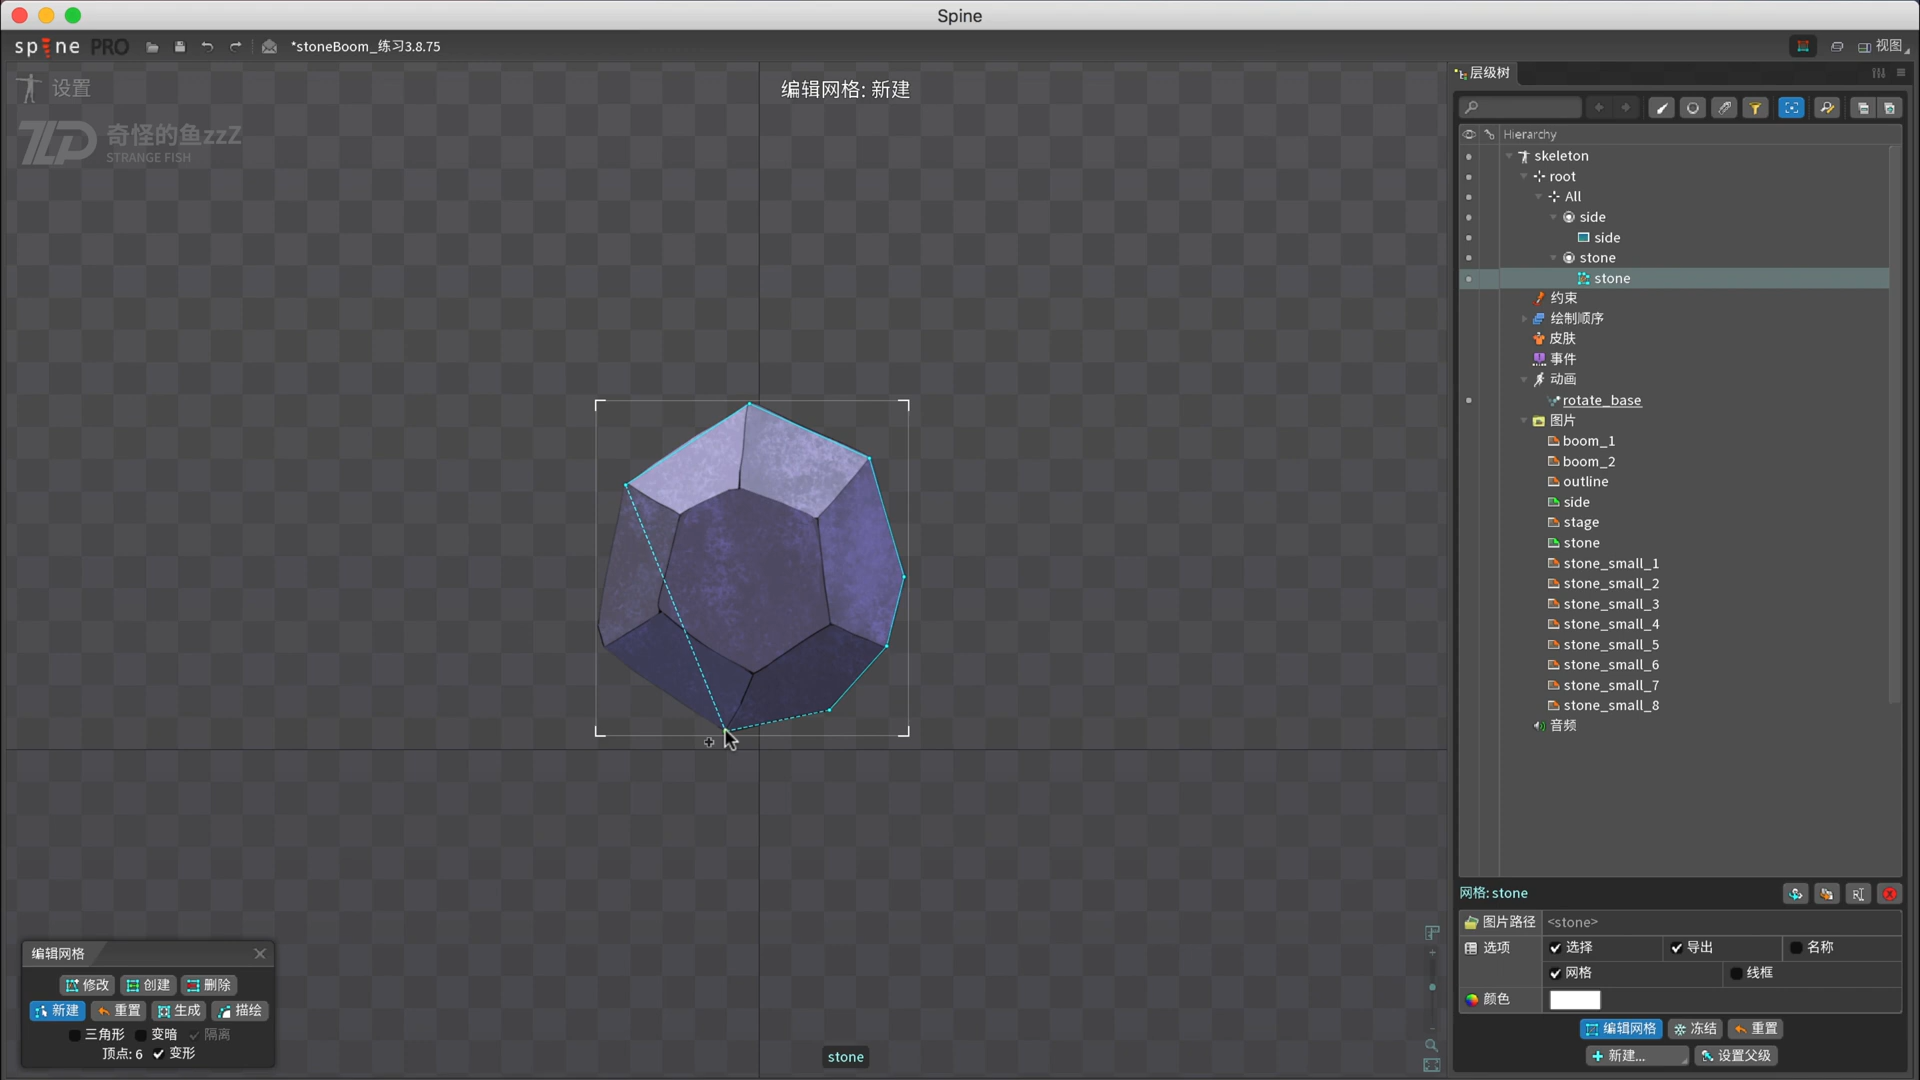 Spine
spine PRO
*stoneBoom_练习3.8.75
视图
设置
编辑网格: 新建
奇怪的鱼zzZ
STRANGE FISH
层级树
Hierarchy
skeleton
root
All
side
side
stone
stone
约束
绘制顺序
皮肤
事件
动画
rotate_base
图片
boom_1
boom_2
outline
side
stage
stone
stone_small_1
stone_small_2
stone_small_3
stone_small_4
stone_small_5
stone_small_6
stone_small_7
stone_small_8
音频
网格: stone
图片路径 <stone>
选项 选择 导出 名称
网格 线框
颜色
编辑网格 冻结 重置
新建... 设置父级
编辑网格
修改 创建 删除
新建 重置 生成 描绘
三角形 变暗 隔离
顶点: 6 变形
stone